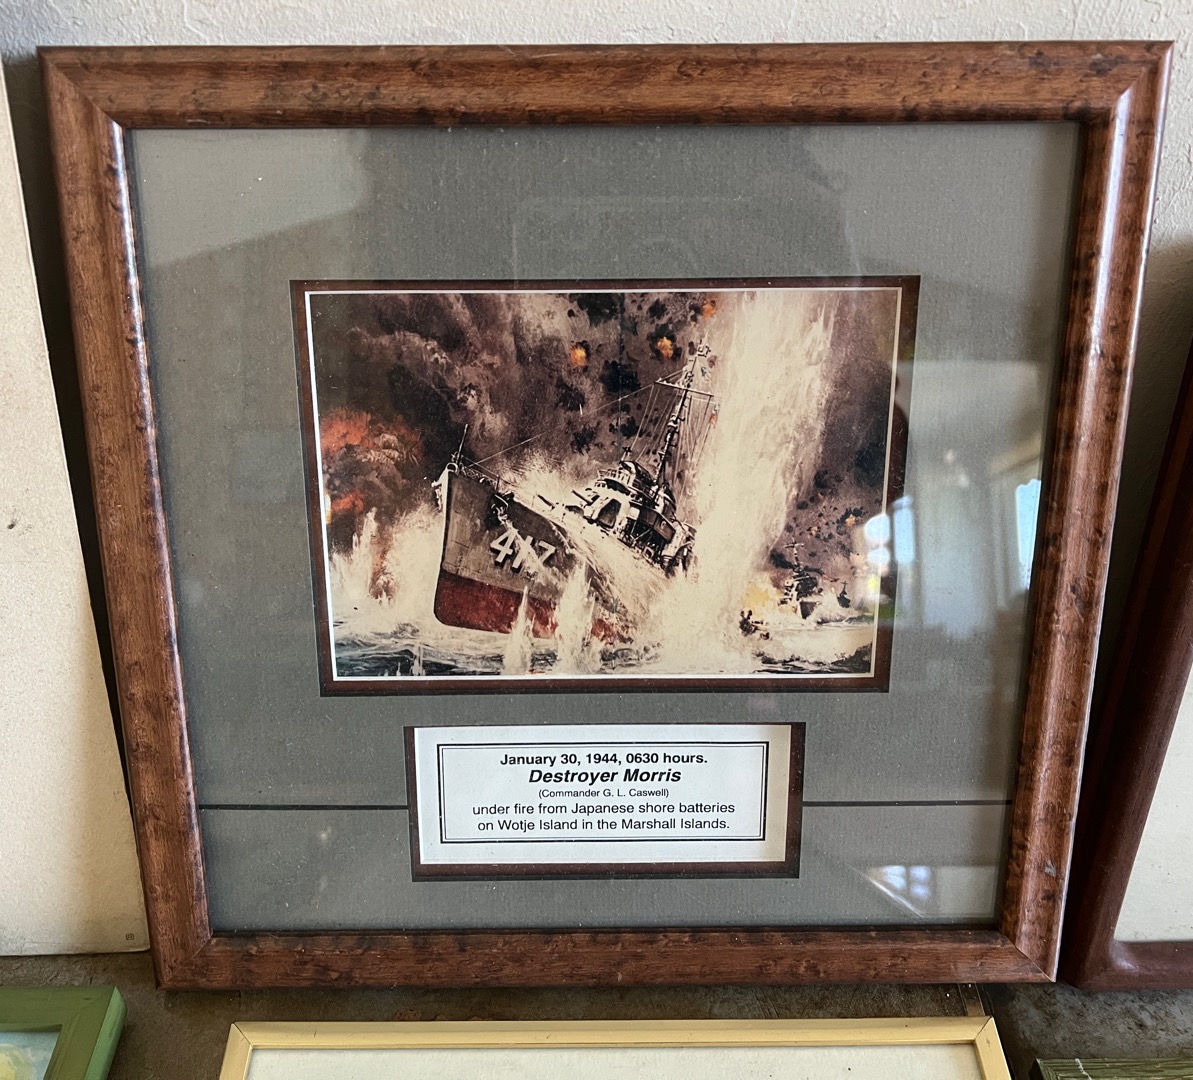 417
January 30, 1944, 0630 hours.
Destroyer Morris
(Commander G. L. Caswell)
under fire from Japanese shore batteries
on Wotje Island in the Marshall Islands.